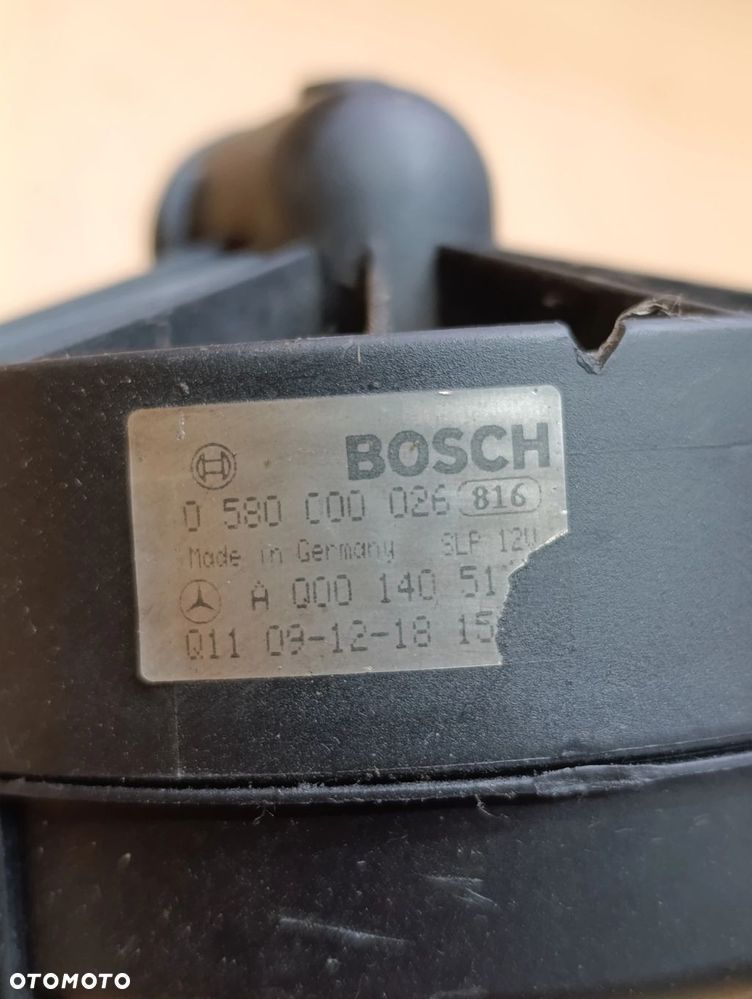 BOSCH
0 580 000 026 816
Made in Germany SLP 12V
A 000 140 51
Q11 09-12-18 15
OTOMOTO